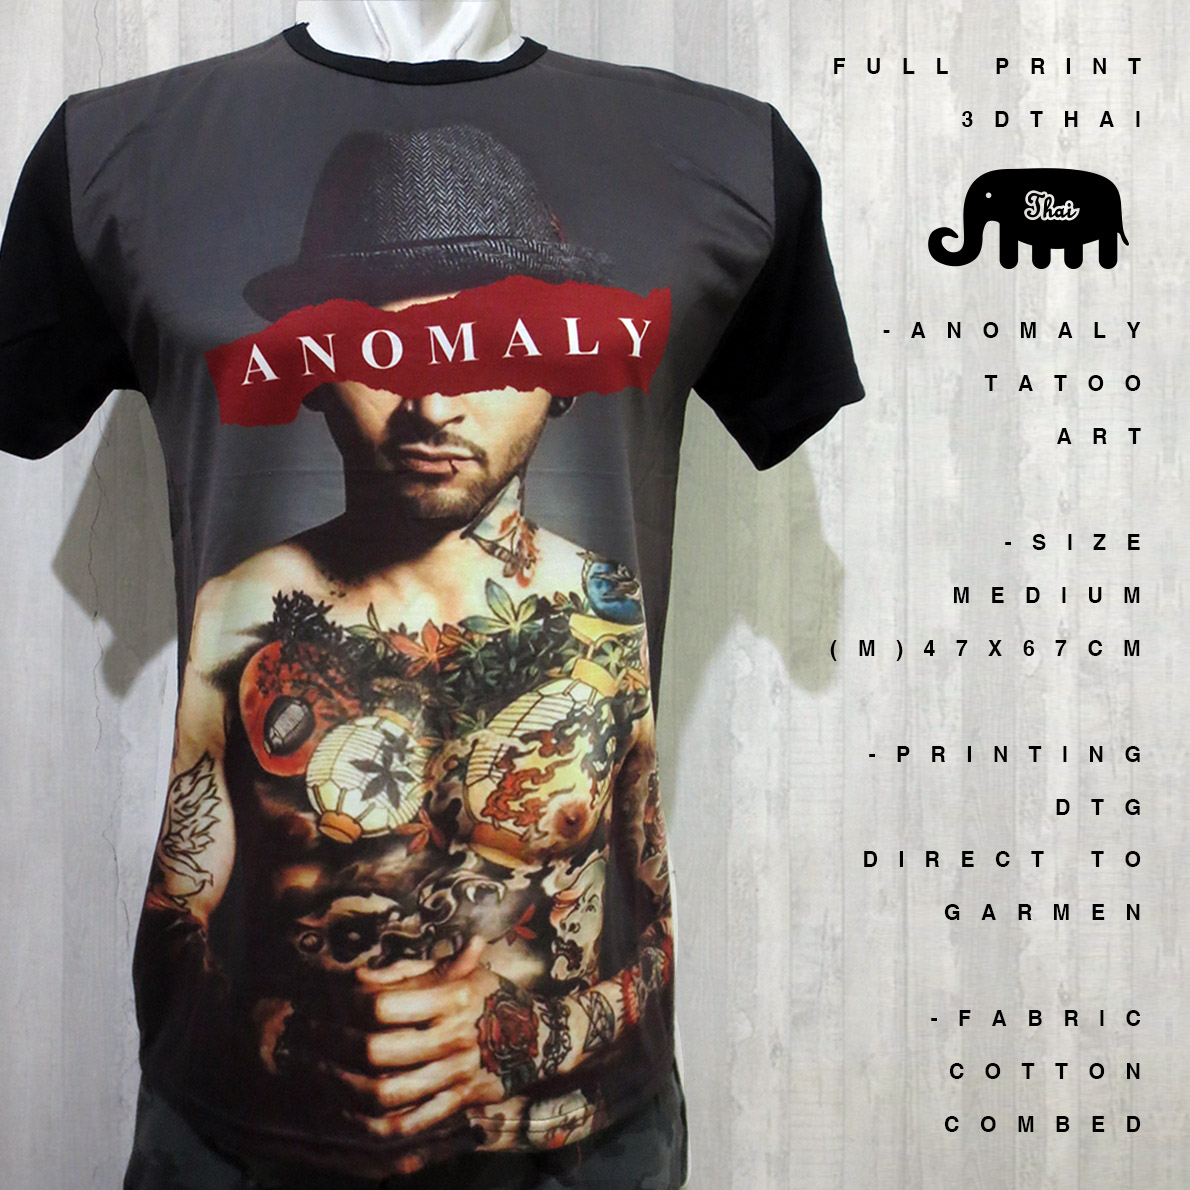 FULL PRINT
3DTHAI
Thai
ANOMALY
-ANOMALY
TATOO
ART
-SIZE
MEDIUM
(M)47X67CM
-PRINTING
DTG
DIRECT TO
GARMEN
-FABRIC
COTTON
COMBED